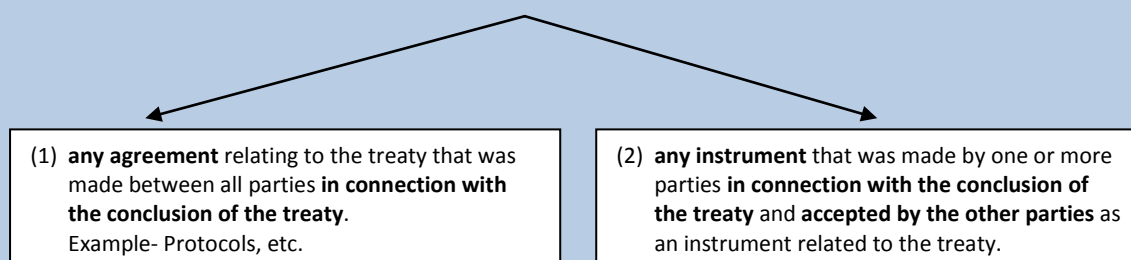 (1) any agreement relating to the treaty that was
made between all parties in connection with
the conclusion of the treaty.
Example- Protocols, etc.
(2) any instrument that was made by one or more
parties in connection with the conclusion of
the treaty and accepted by the other parties as
an instrument related to the treaty.